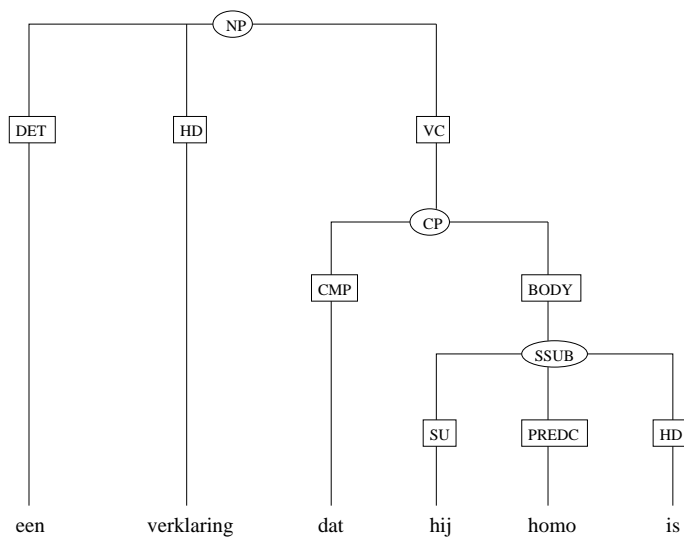 NP
DET HD VC
CP
CMP BODY
SSUB
SU PREDC HD
een verklaring dat hij homo is